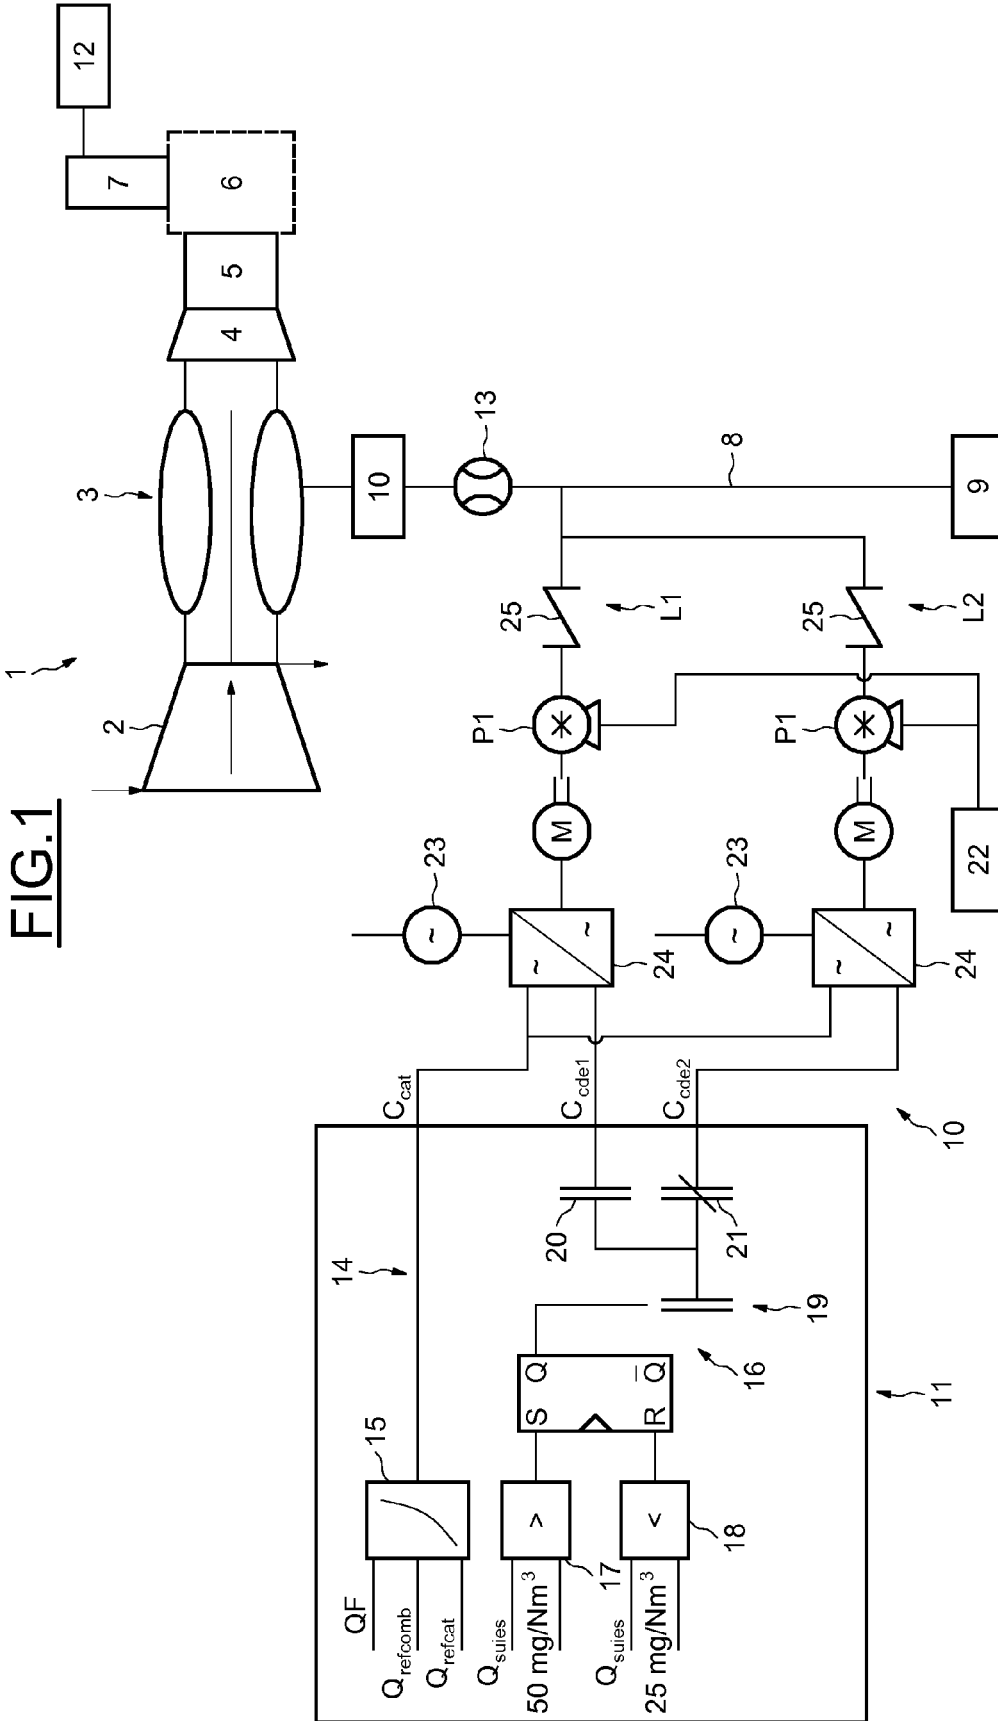 FIG.1
1
2
3
4
5
6
7
12
10
13
8
9
25
L1
25
L2
P1
P1
M
M
22
23
~
23
~
~
~
24
~
~
24
C_cat
C_cde1
C_cde2
10
14
20
21
19
16
11
15
Q
Q̅
S
R
QF
Q_refcomb
Q_refcat
Q_suies
50 mg/Nm³
>
17
Q_suies
25 mg/Nm³
<
18